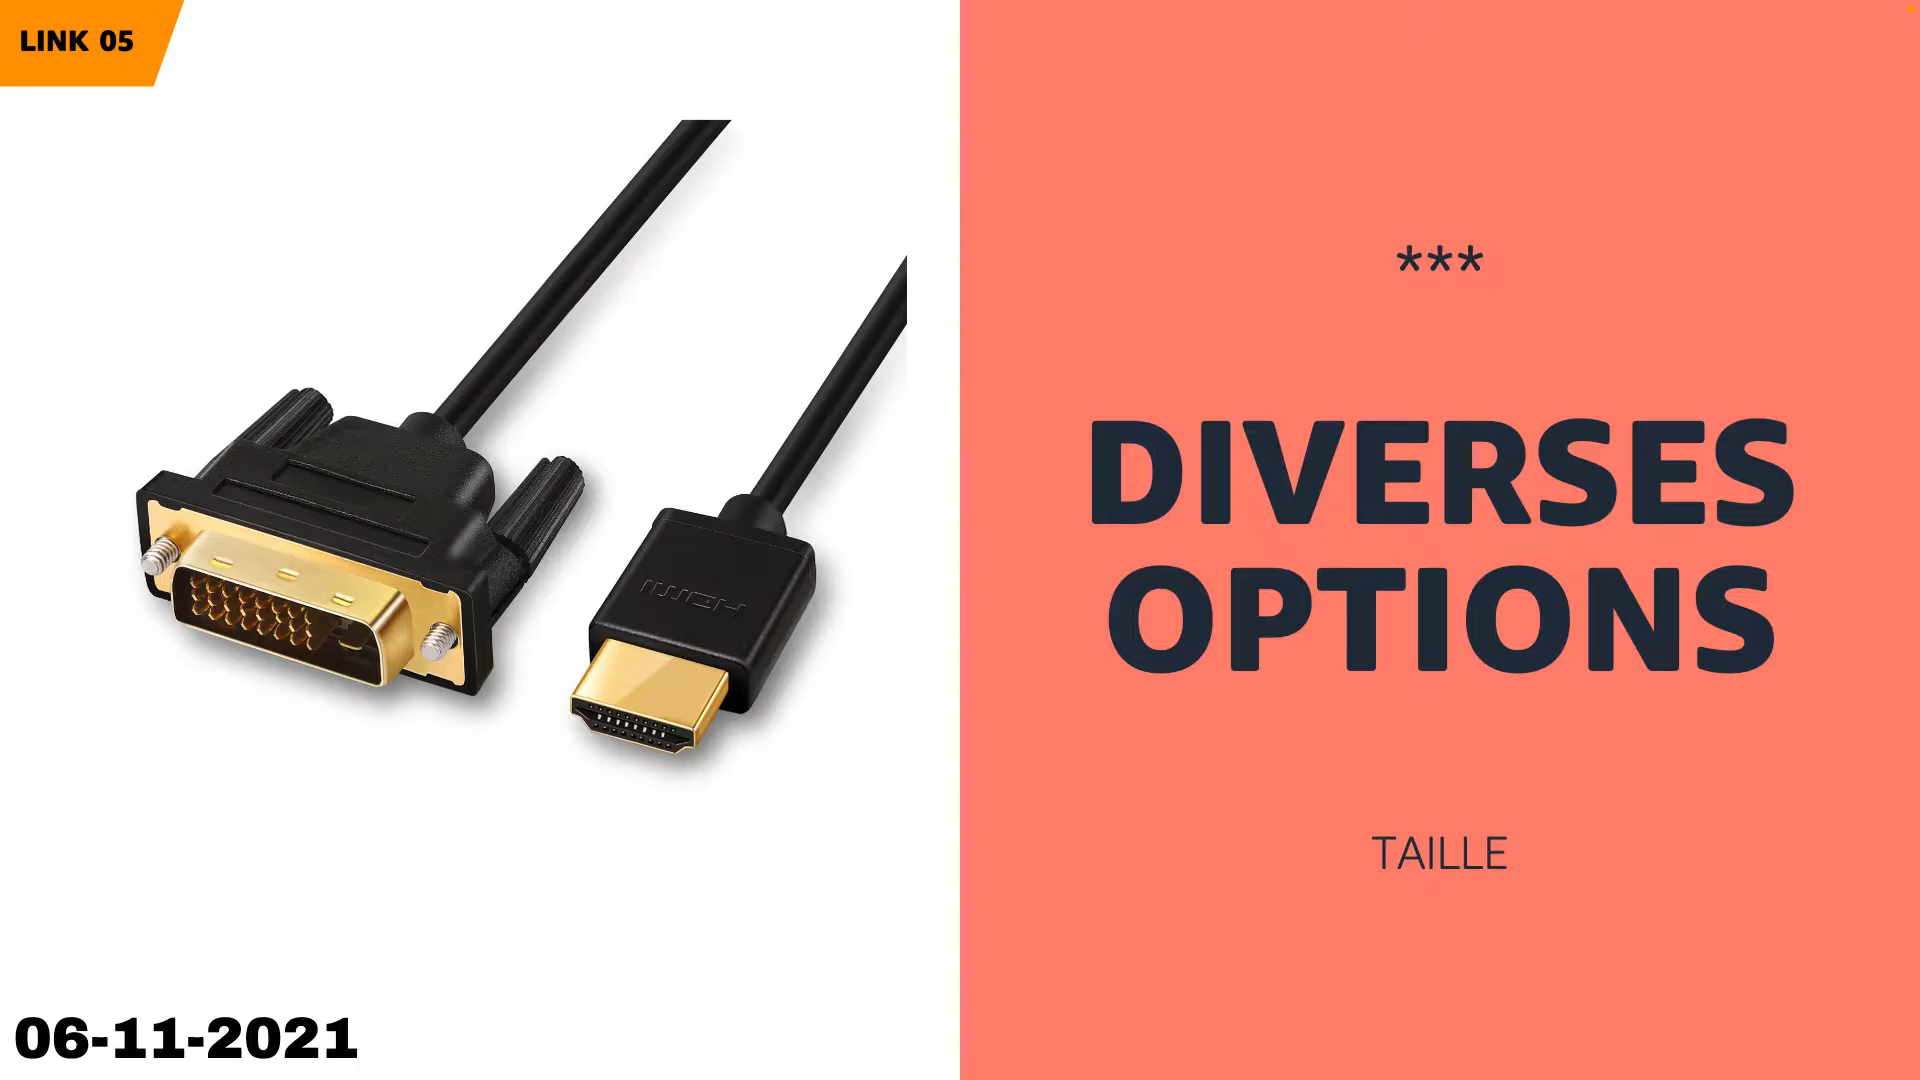 LINK 05
HDMI
***
DIVERSES
OPTIONS
TAILLE
06-11-2021